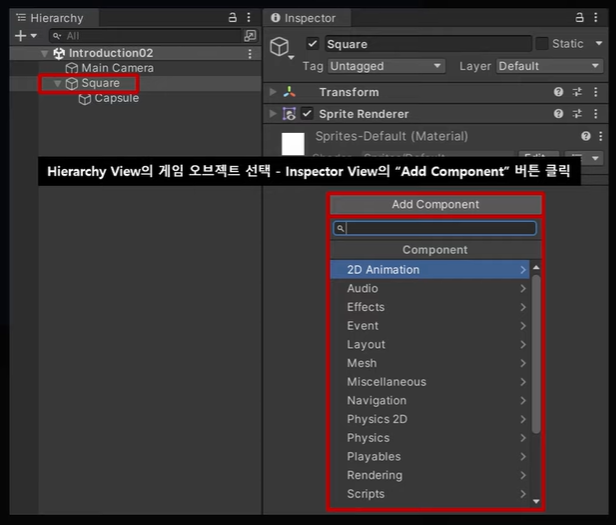 Hierarchy
All
Introduction02
Main Camera
Square
Capsule
Inspector
Square
Static
Tag Untagged Layer Default
Transform
Sprite Renderer
Sprites-Default (Material)
Hierarchy View의 게임 오브젝트 선택 - Inspector View의 “Add Component” 버튼 클릭
Add Component
Component
2D Animation
Audio
Effects
Event
Layout
Mesh
Miscellaneous
Navigation
Physics 2D
Physics
Playables
Rendering
Scripts